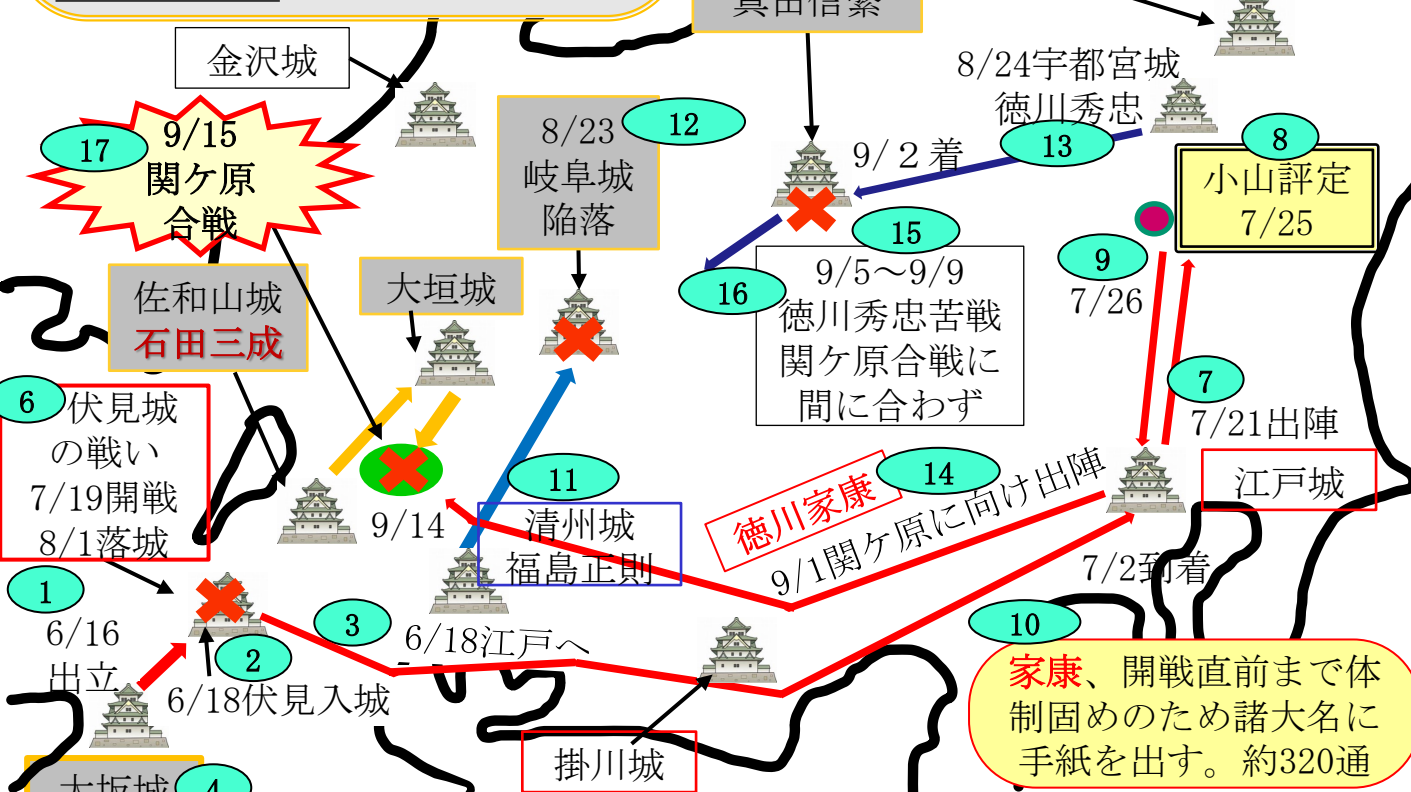 真田信繁
金沢城
8/24宇都宮城
徳川秀忠
17
9/15
関ケ原
合戦
12
8/23
岐阜城
陥落
13
9/２着
8
小山評定
7/25
佐和山城
石田三成
大垣城
15
9/5～9/9
徳川秀忠苦戦
関ケ原合戦に
間に合わず
16
9
7/26
7
7/21出陣
江戸城
6
伏見城
の戦い
7/19開戦
8/1落城
9/14
11
清州城
福島正則
14
徳川家康
9/1関ケ原に向け出陣
7/2到着
1
6/16
出立
2
6/18伏見入城
3
6/18江戸へ
掛川城
10
家康、開戦直前まで体
制固めのため諸大名に
手紙を出す。約320通
大坂城
4